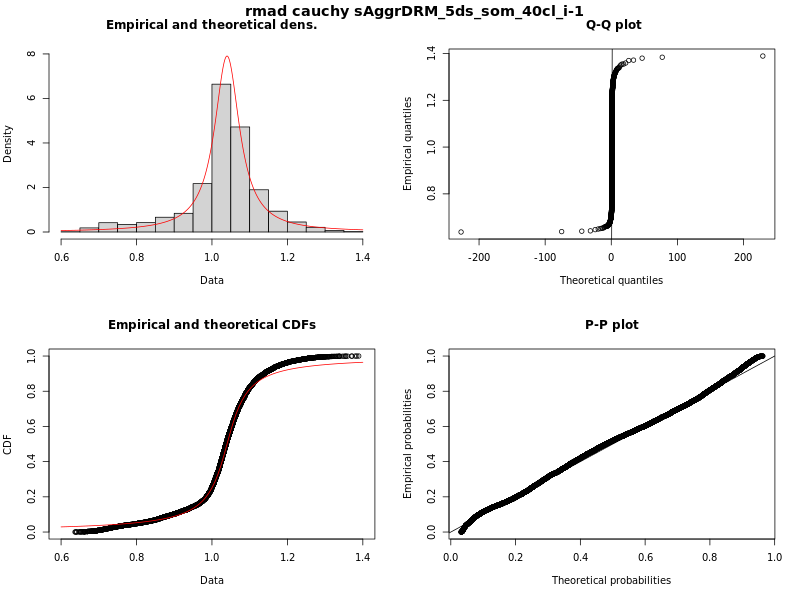 rmad cauchy sAggrDRM_5ds_som_40cl_i-1
Empirical and theoretical dens.
Density
0 2 4 6 8
0.6 0.8 1.0 1.2 1.4
Data
Q-Q plot
Empirical quantiles
0.8 1.0 1.2 1.4
-200 -100 0 100 200
Theoretical quantiles
Empirical and theoretical CDFs
CDF
0.0 0.2 0.4 0.6 0.8 1.0
0.6 0.8 1.0 1.2 1.4
Data
P-P plot
Empirical probabilities
0.0 0.2 0.4 0.6 0.8 1.0
0.0 0.2 0.4 0.6 0.8 1.0
Theoretical probabilities